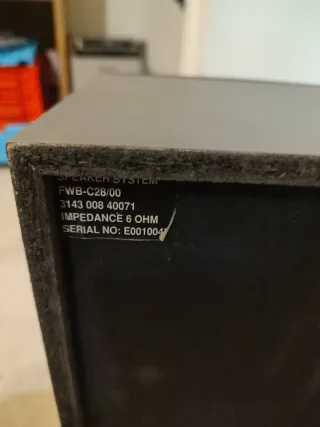 SPEAKER SYSTEM
FWB-C28/00
3143 008 40071
IMPEDANCE 6 OHM
SERIAL NO: E001004